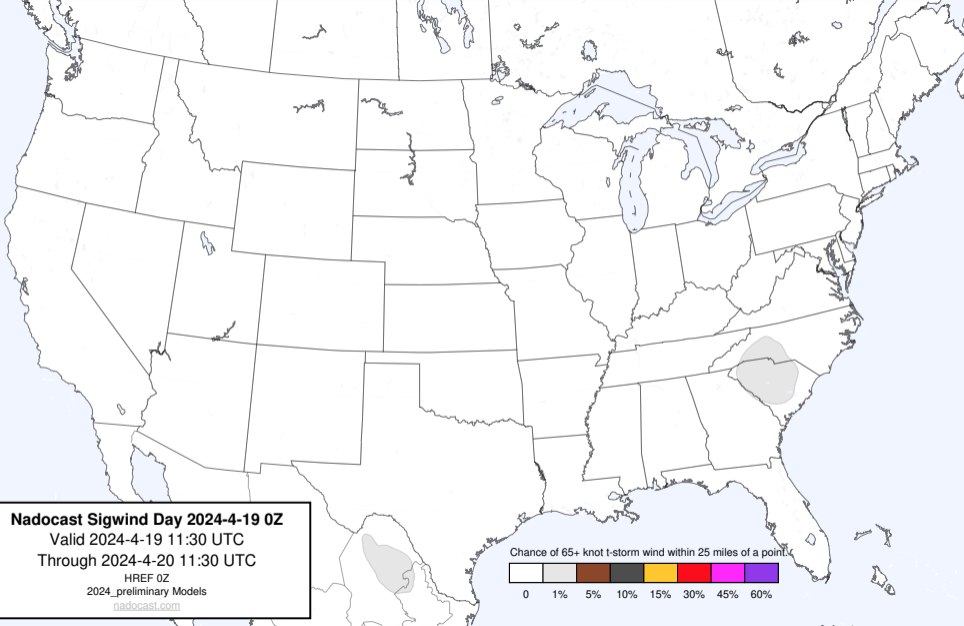 Nadocast Sigwind Day 2024-4-19 0Z
Valid 2024-4-19 11:30 UTC
Through 2024-4-20 11:30 UTC
HREF 0Z
2024_preliminary Models
nadocast.com
Chance of 65+ knot t-storm wind within 25 miles of a point.
0 1% 5% 10% 15% 30% 45% 60%